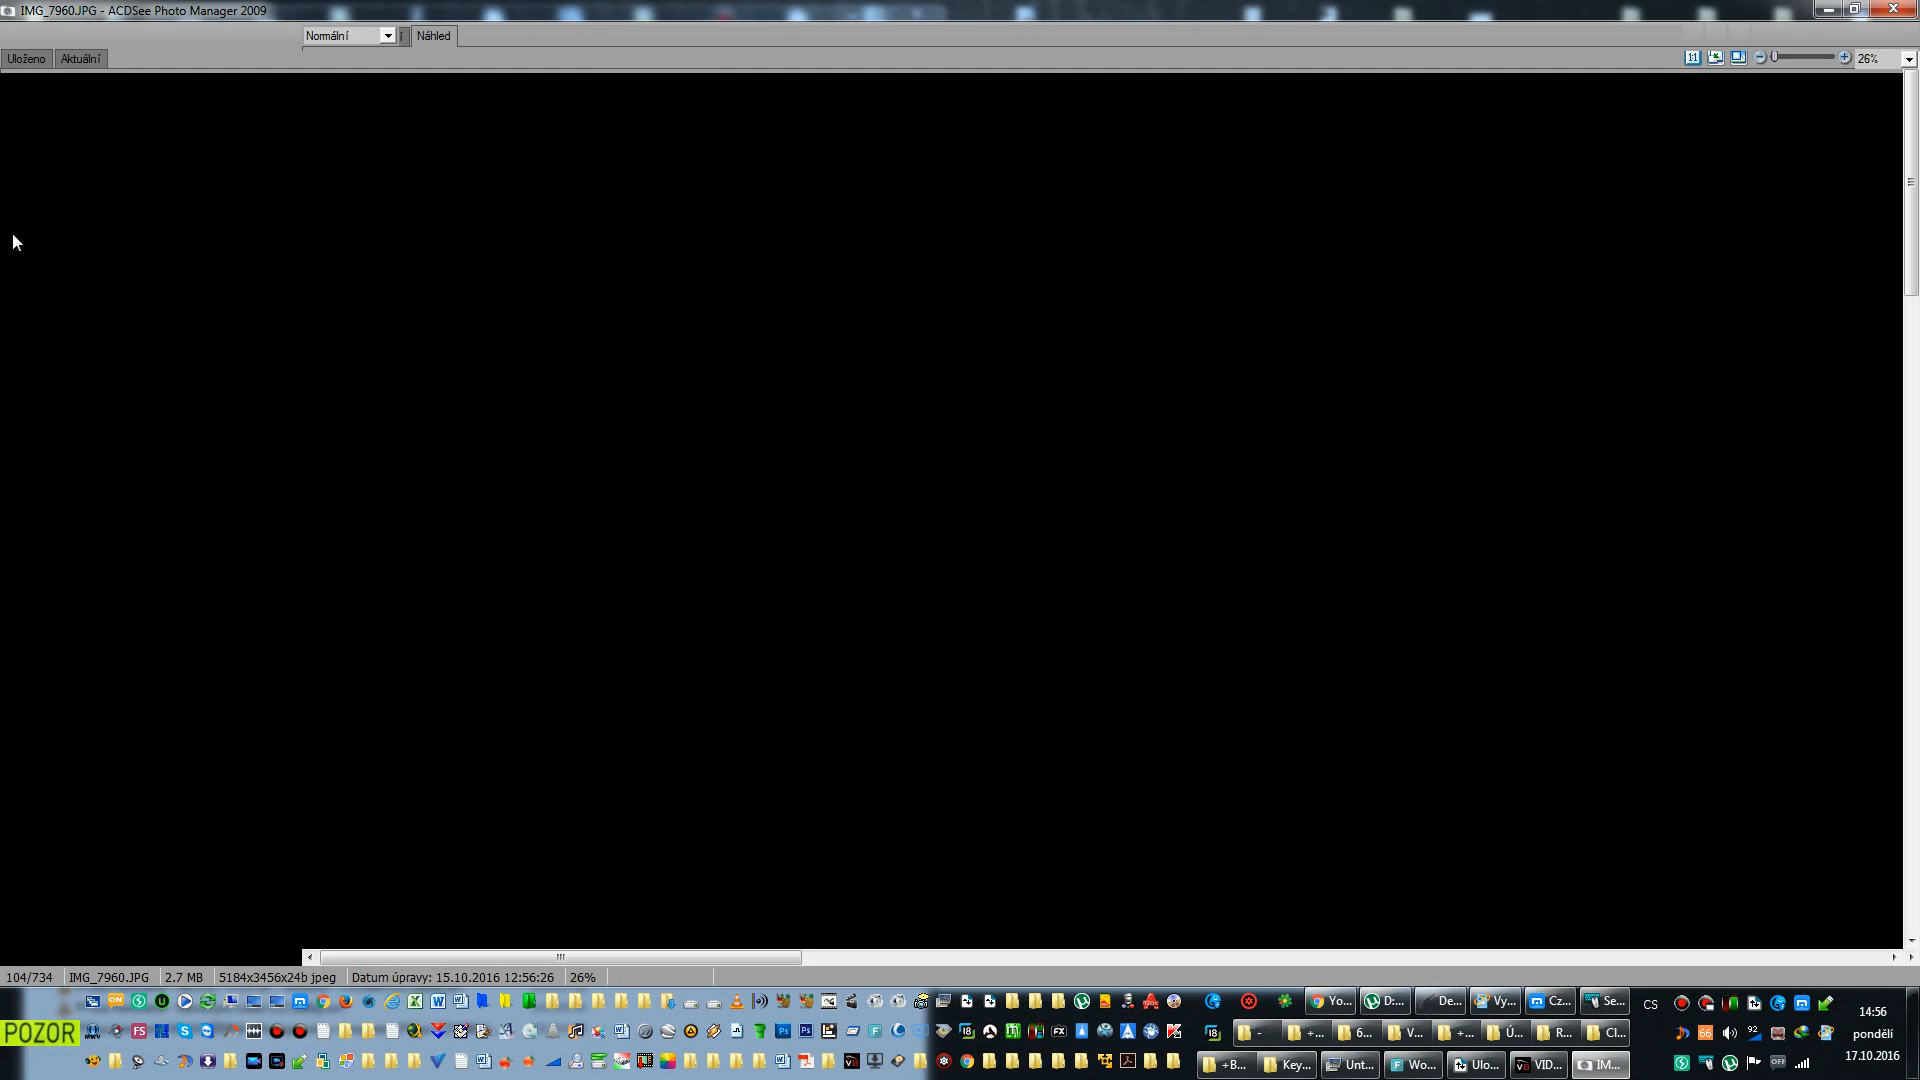 IMG_7960.JPG - ACDSee Photo Manager 2009
Normální
Náhled
Uloženo
Aktuální
26%
104/734
IMG_7960.JPG
2.7 MB
5184x3456x24b jpeg
Datum úpravy: 15.10.2016 12:56:26
26%
Yo...
D:...
De...
Vy...
Cz...
Se...
CS
14:56
POZOR
-
+...
6...
V...
+...
Ú...
R...
Cl...
pondělí
+B...
Key...
Unt...
Wo...
Ulo...
VID...
IM...
17.10.2016